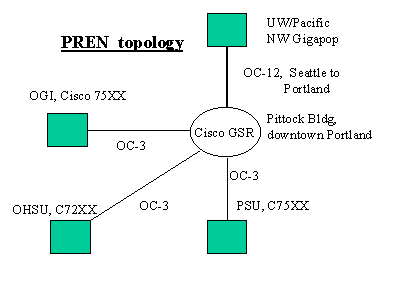 PREN topology
UW/Pacific
NW Gigapop
OC-12, Seattle to
Portland
OGI, Cisco 75XX
OC-3
Cisco GSR
Pittock Bldg,
downtown Portland
OC-3
OHSU, C72XX
OC-3
PSU, C75XX